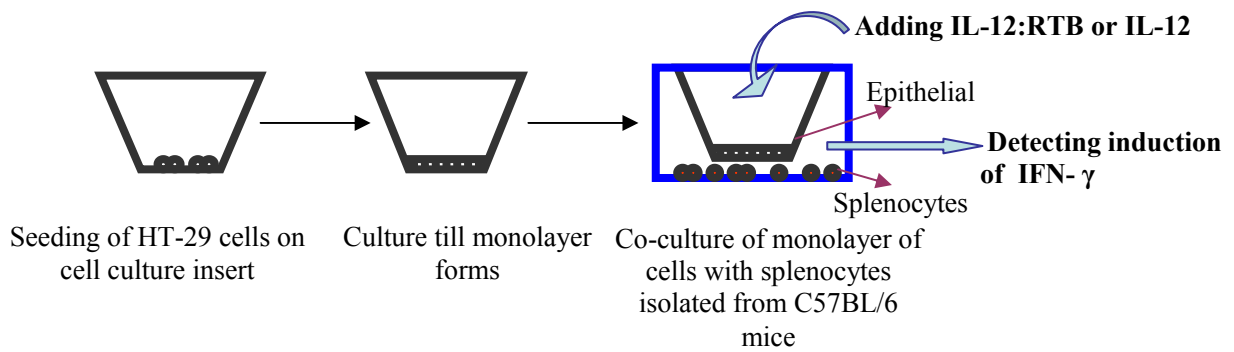 Adding IL-12:RTB or IL-12
Epithelial
Detecting induction
of IFN- γ
Splenocytes
Seeding of HT-29 cells on
cell culture insert
Culture till monolayer
forms
Co-culture of monolayer of
cells with splenocytes
isolated from C57BL/6
mice